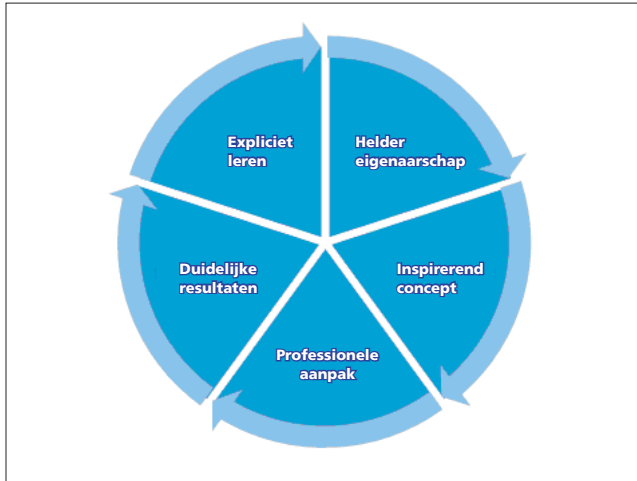 Expliciet
leren
Helder
eigenaarschap
Duidelijke
resultaten
Inspirerend
concept
Professionele
aanpak